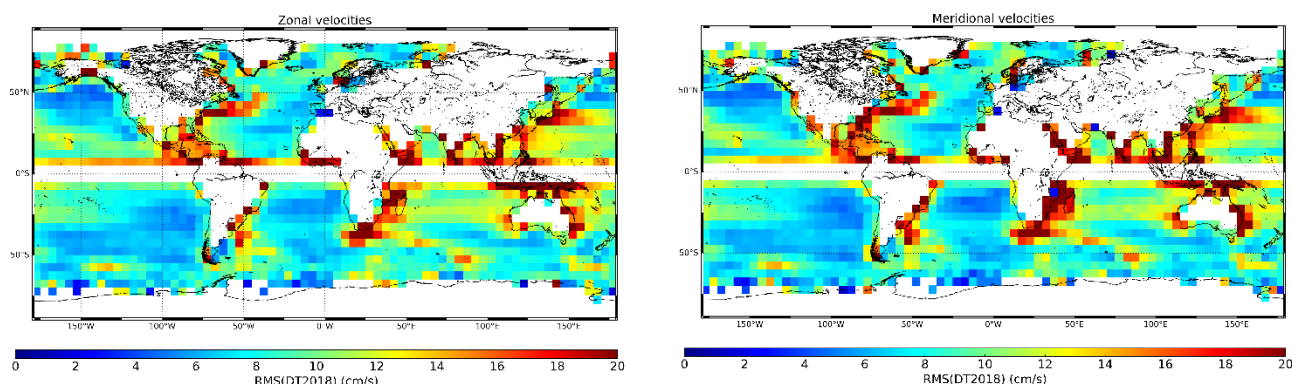 Zonal velocities
50°N
0°S
50°S
150°W 100°W 50°W 0°W 50°E 100°E 150°E
0 2 4 6 8 10 12 14 16 18 20
RMS(DT2018) (cm/s)
Meridional velocities
50°N
0°S
50°S
150°W 100°W 50°W 0°W 50°E 100°E 150°E
0 2 4 6 8 10 12 14 16 18 20
RMS(DT2018) (cm/s)